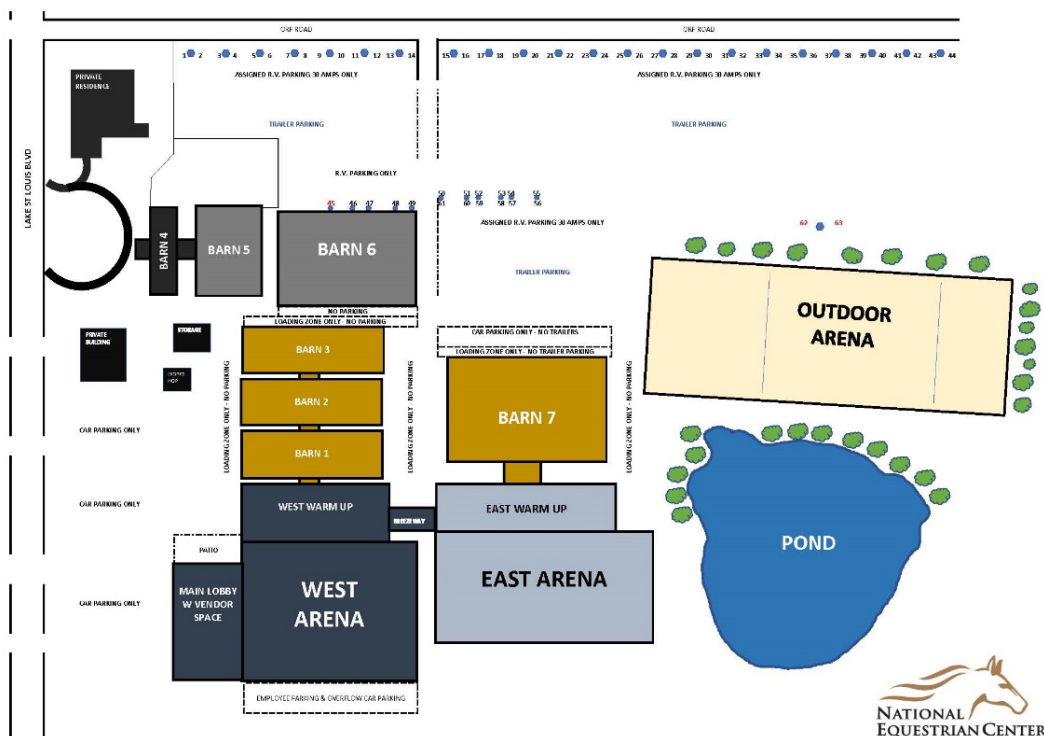 ORF ROAD ORF ROAD
1 2 3 4 5 6 7 8 9 10 11 12 13 14 15 16 17 18 19 20 21 22 23 24 25 26 27 28 29 30 31 32 33 34 35 36 37 38 39 40 41 42 43 44
ASSIGNED R.V. PARKING 30 AMPS ONLY ASSIGNED R.V. PARKING 30 AMPS ONLY
PRIVATE
RESIDENCE
TRAILER PARKING TRAILER PARKING
LAKE ST LOUIS BLVD
R.V. PARKING ONLY
50 51 52 53 54 55
45 46 47 48 49
61 60 59 58 57 56
ASSIGNED R.V. PARKING 30 AMPS ONLY
62 63
BARN 4
BARN 5
BARN 6
TRAILER PARKING
OUTDOOR
ARENA
NO PARKING
LOADING ZONE ONLY - NO PARKING
PRIVATE
BUILDING
STORAGE
CAR PARKING ONLY - NO TRAILERS
LOADING ZONE ONLY - NO TRAILER PARKING
BARN 3
BARN 2
BARN 1
LOADING ZONE ONLY - NO PARKING
LOADING ZONE ONLY - NO PARKING
BARN 7
LOADING ZONE ONLY - NO PARKING
CAR PARKING ONLY
CAR PARKING ONLY
WEST WARM UP
BREEZEWAY
EAST WARM UP
POND
PATIO
MAIN LOBBY
W VENDOR
SPACE
WEST
ARENA
EAST ARENA
CAR PARKING ONLY
EMPLOYEE PARKING & OVERFLOW CAR PARKING
NATIONAL
EQUESTRIAN CENTER